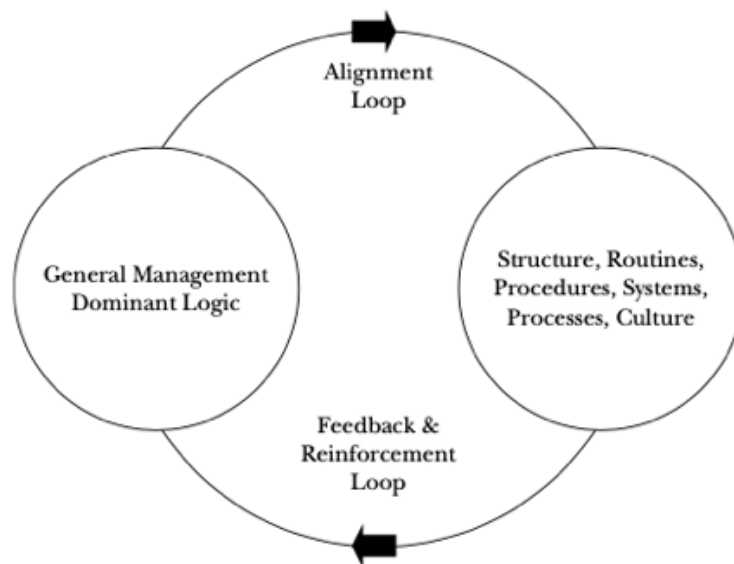 Alignment
Loop
General Management
Dominant Logic
Structure, Routines,
Procedures, Systems,
Processes, Culture
Feedback &
Reinforcement
Loop